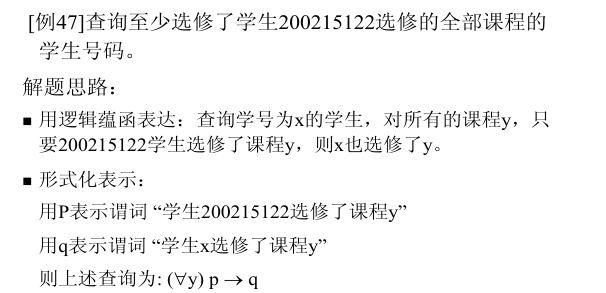 [例47]查询至少选修了学生200215122选修的全部课程的
学生号码。
解题思路：
■ 用逻辑蕴函表达：查询学号为x的学生，对所有的课程y，只
要200215122学生选修了课程y，则x也选修了y。
■ 形式化表示：
用P表示谓词 “学生200215122选修了课程y”
用q表示谓词 “学生x选修了课程y”
则上述查询为: (∀y) p → q